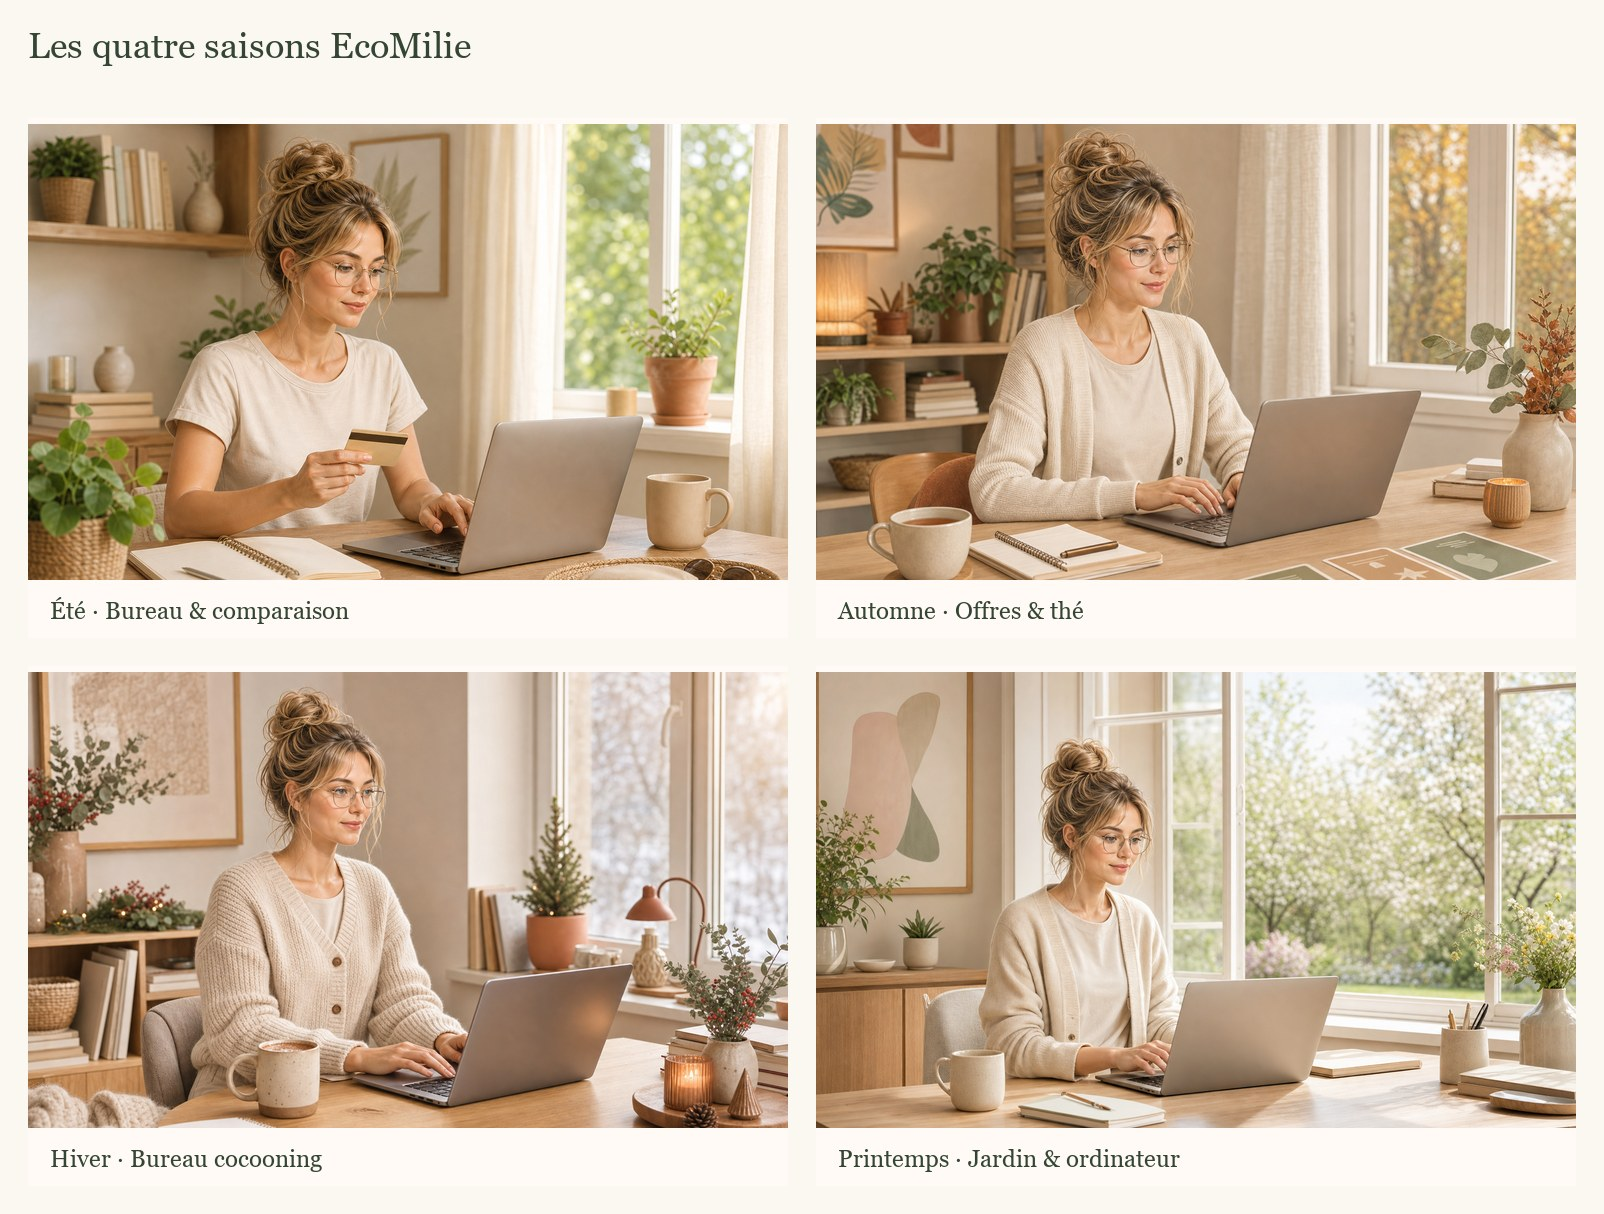 Les quatre saisons EcoMilie
Été · Bureau & comparaison
Automne · Offres & thé
Hiver · Bureau cocooning
Printemps · Jardin & ordinateur